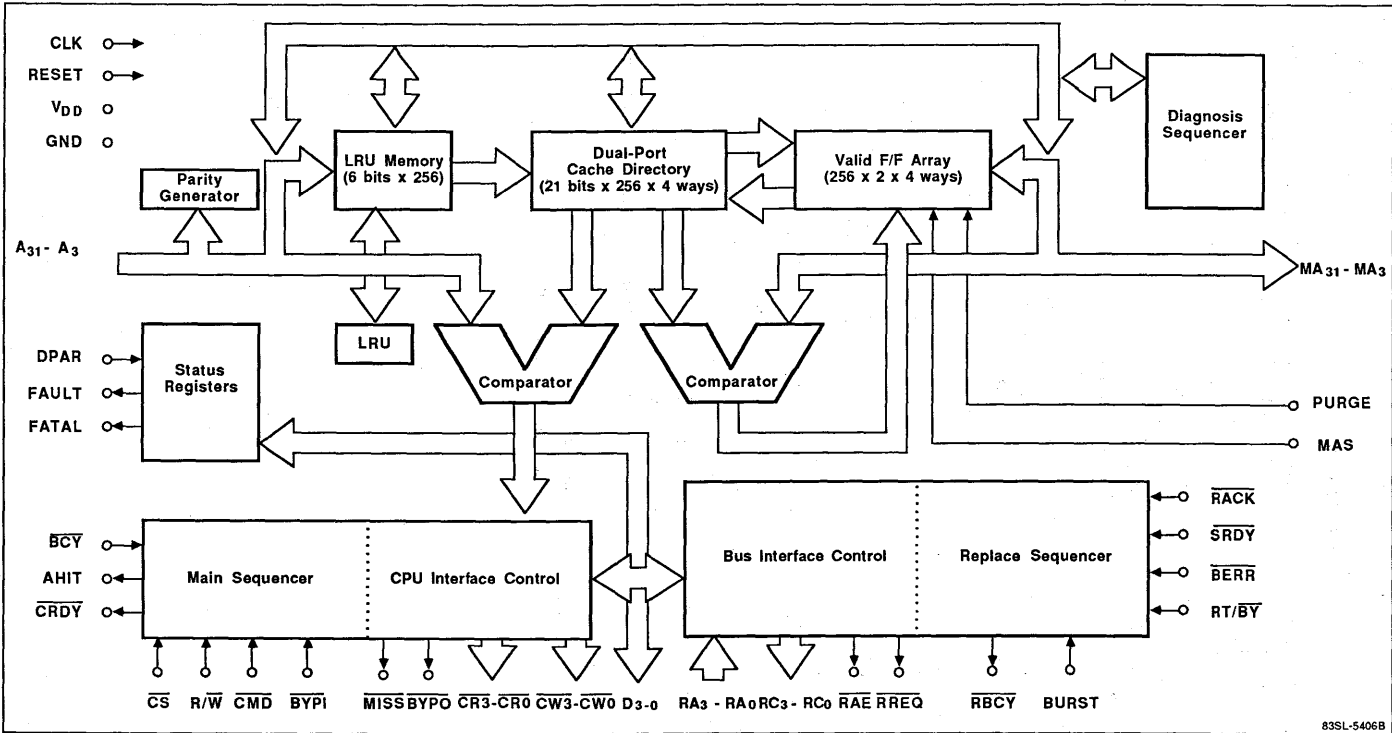 CLK
RESET
VDD
GND
Parity
Generator
LRU Memory
(6 bits x 256)
Dual-Port
Cache Directory
(21 bits x 256 x 4 ways)
Valid F/F Array
(256 x 2 x 4 ways)
Diagnosis
Sequencer
A31 - A3
MA31 - MA3
LRU
Comparator
Comparator
DPAR
FAULT
FATAL
Status
Registers
PURGE
MAS
BCY
AHIT
CRDY
Main Sequencer
CPU Interface Control
Bus Interface Control
Replace Sequencer
RACK
SRDY
BERR
RT/BY
CS
R/W
CMD
BYPI
MISS
BYPO
CR3-CR0
CW3-CW0
D3-0
RA3 - RA0
RC3 - RC0
RAE
RREQ
RBCY
BURST
83SL-5406B